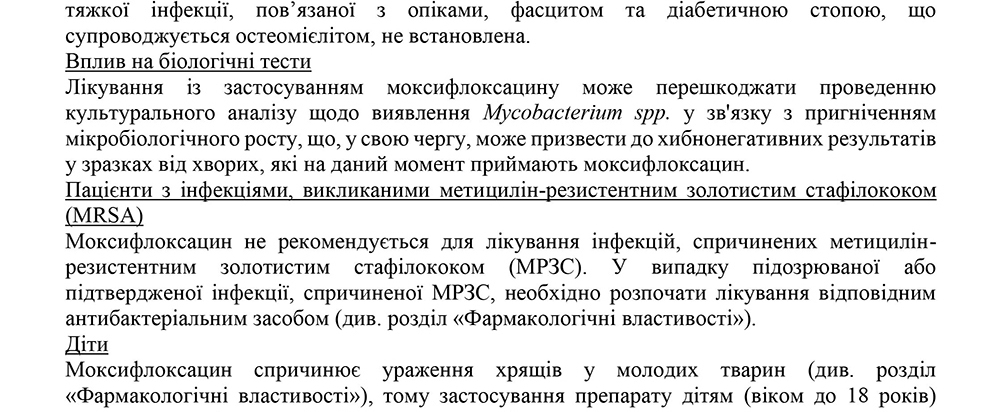 тяжкої інфекції, пов’язаної з опіками, фасцитом та діабетичною стопою, що
супроводжується остеомієлітом, не встановлена.
Вплив на біологічні тести
Лікування із застосуванням моксифлоксацину може перешкоджати проведенню
культурального аналізу щодо виявлення Mycobacterium spp. у зв'язку з пригніченням
мікробіологічного росту, що, у свою чергу, може призвести до хибнонегативних результатів
у зразках від хворих, які на даний момент приймають моксифлоксацин.
Пацієнти з інфекціями, викликаними метицилін-резистентним золотистим стафілококом
(MRSA)
Моксифлоксацин не рекомендується для лікування інфекцій, спричинених метицилін-
резистентним золотистим стафілококом (МРЗС). У випадку підозрюваної або
підтвердженої інфекції, спричиненої МРЗС, необхідно розпочати лікування відповідним
антибактеріальним засобом (див. розділ «Фармакологічні властивості»).
Діти
Моксифлоксацин спричинює ураження хрящів у молодих тварин (див. розділ
«Фармакологічні властивості»), тому застосування препарату дітям (віком до 18 років)